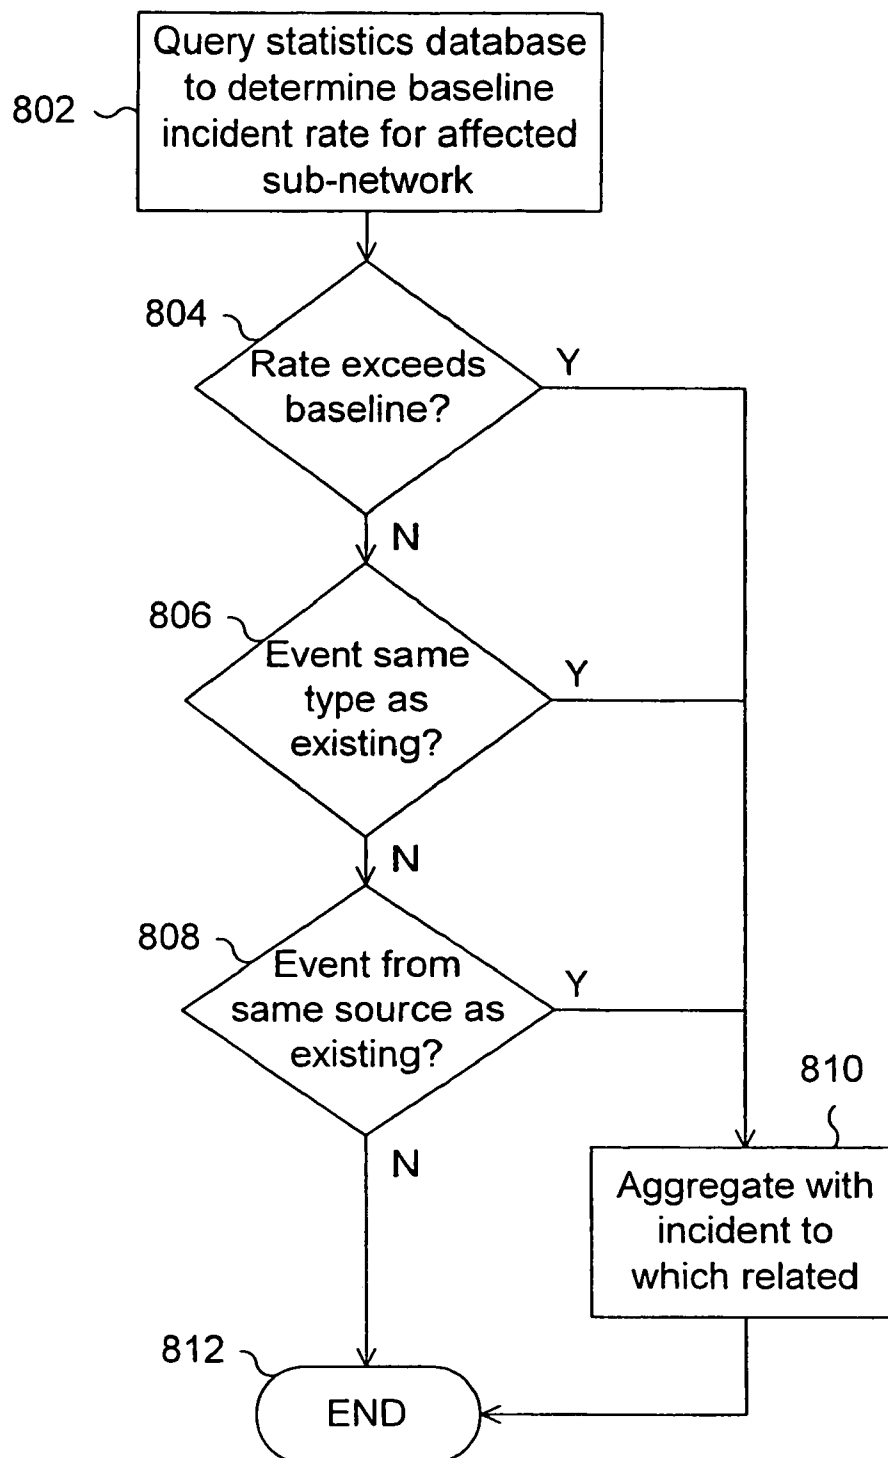 Query statistics database
to determine baseline
incident rate for affected
sub-network
802
804
Rate exceeds
baseline?
Y
N
806
Event same
type as
existing?
Y
N
808
Event from
same source as
existing?
Y
N
810
Aggregate with
incident to
which related
812
END